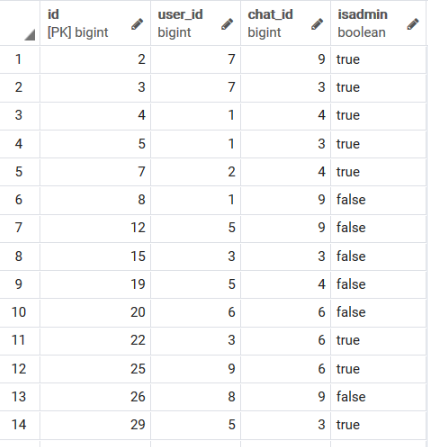 id user_id chat_id isadmin
[PK] bigint bigint bigint boolean
1 2 7 9 true
2 3 7 3 true
3 4 1 4 true
4 5 1 3 true
5 7 2 4 true
6 8 1 9 false
7 12 5 9 false
8 15 3 3 false
9 19 5 4 false
10 20 6 6 false
11 22 3 6 true
12 25 9 6 true
13 26 8 9 false
14 29 5 3 true